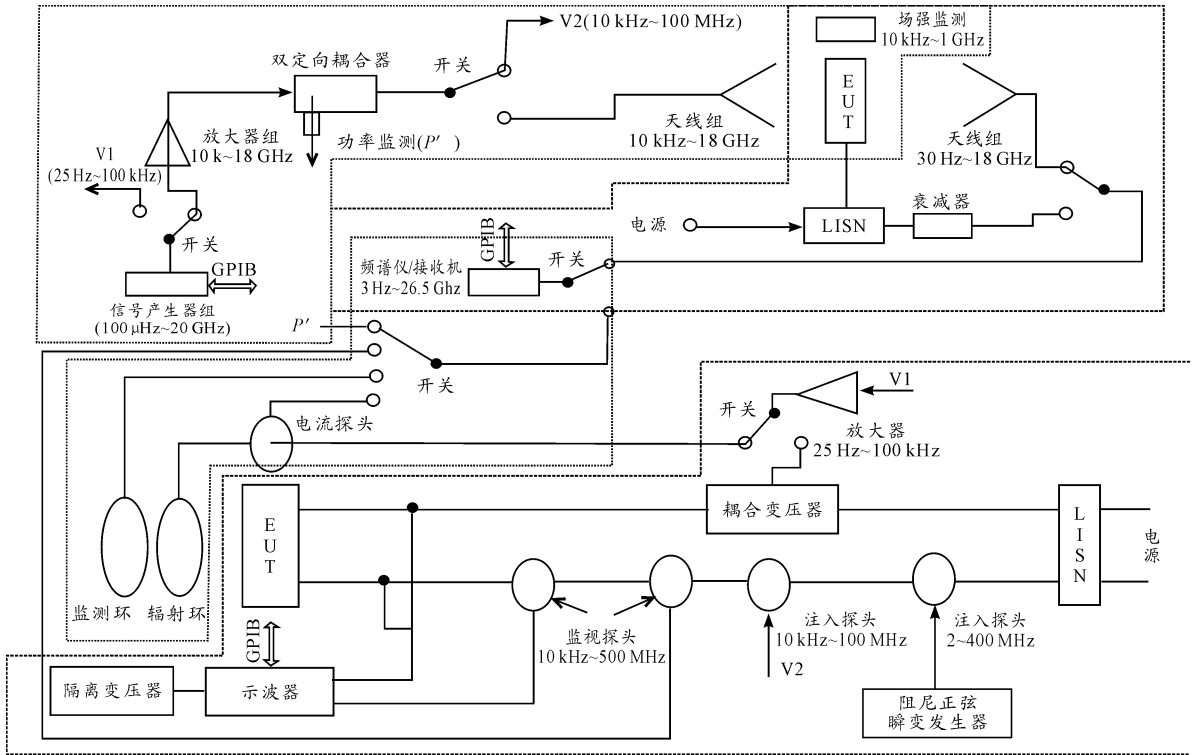 V2(10 kHz~100 MHz)
场强监测
10 kHz~1 GHz
双定向耦合器
开关
EUT
放大器组
10 k~18 GHz
功率监测(P′ )
天线组
10 kHz~18 GHz
天线组
30 Hz~18 GHz
V1
(25 Hz~100 kHz)
开关
电源
LISN
衰减器
GPIB
GPIB
频谱仪/接收机
3 Hz~26.5 Ghz
开关
信号产生器组
(100 μHz~20 GHz)
P′
开关
V1
开关
放大器
25 Hz~100 kHz
电流探头
耦合变压器
EUT
LISN
电源
监测环
辐射环
监视探头
10 kHz~500 MHz
注入探头
10 kHz~100 MHz
注入探头
2~400 MHz
GPIB
V2
隔离变压器
示波器
阻尼正弦
瞬变发生器